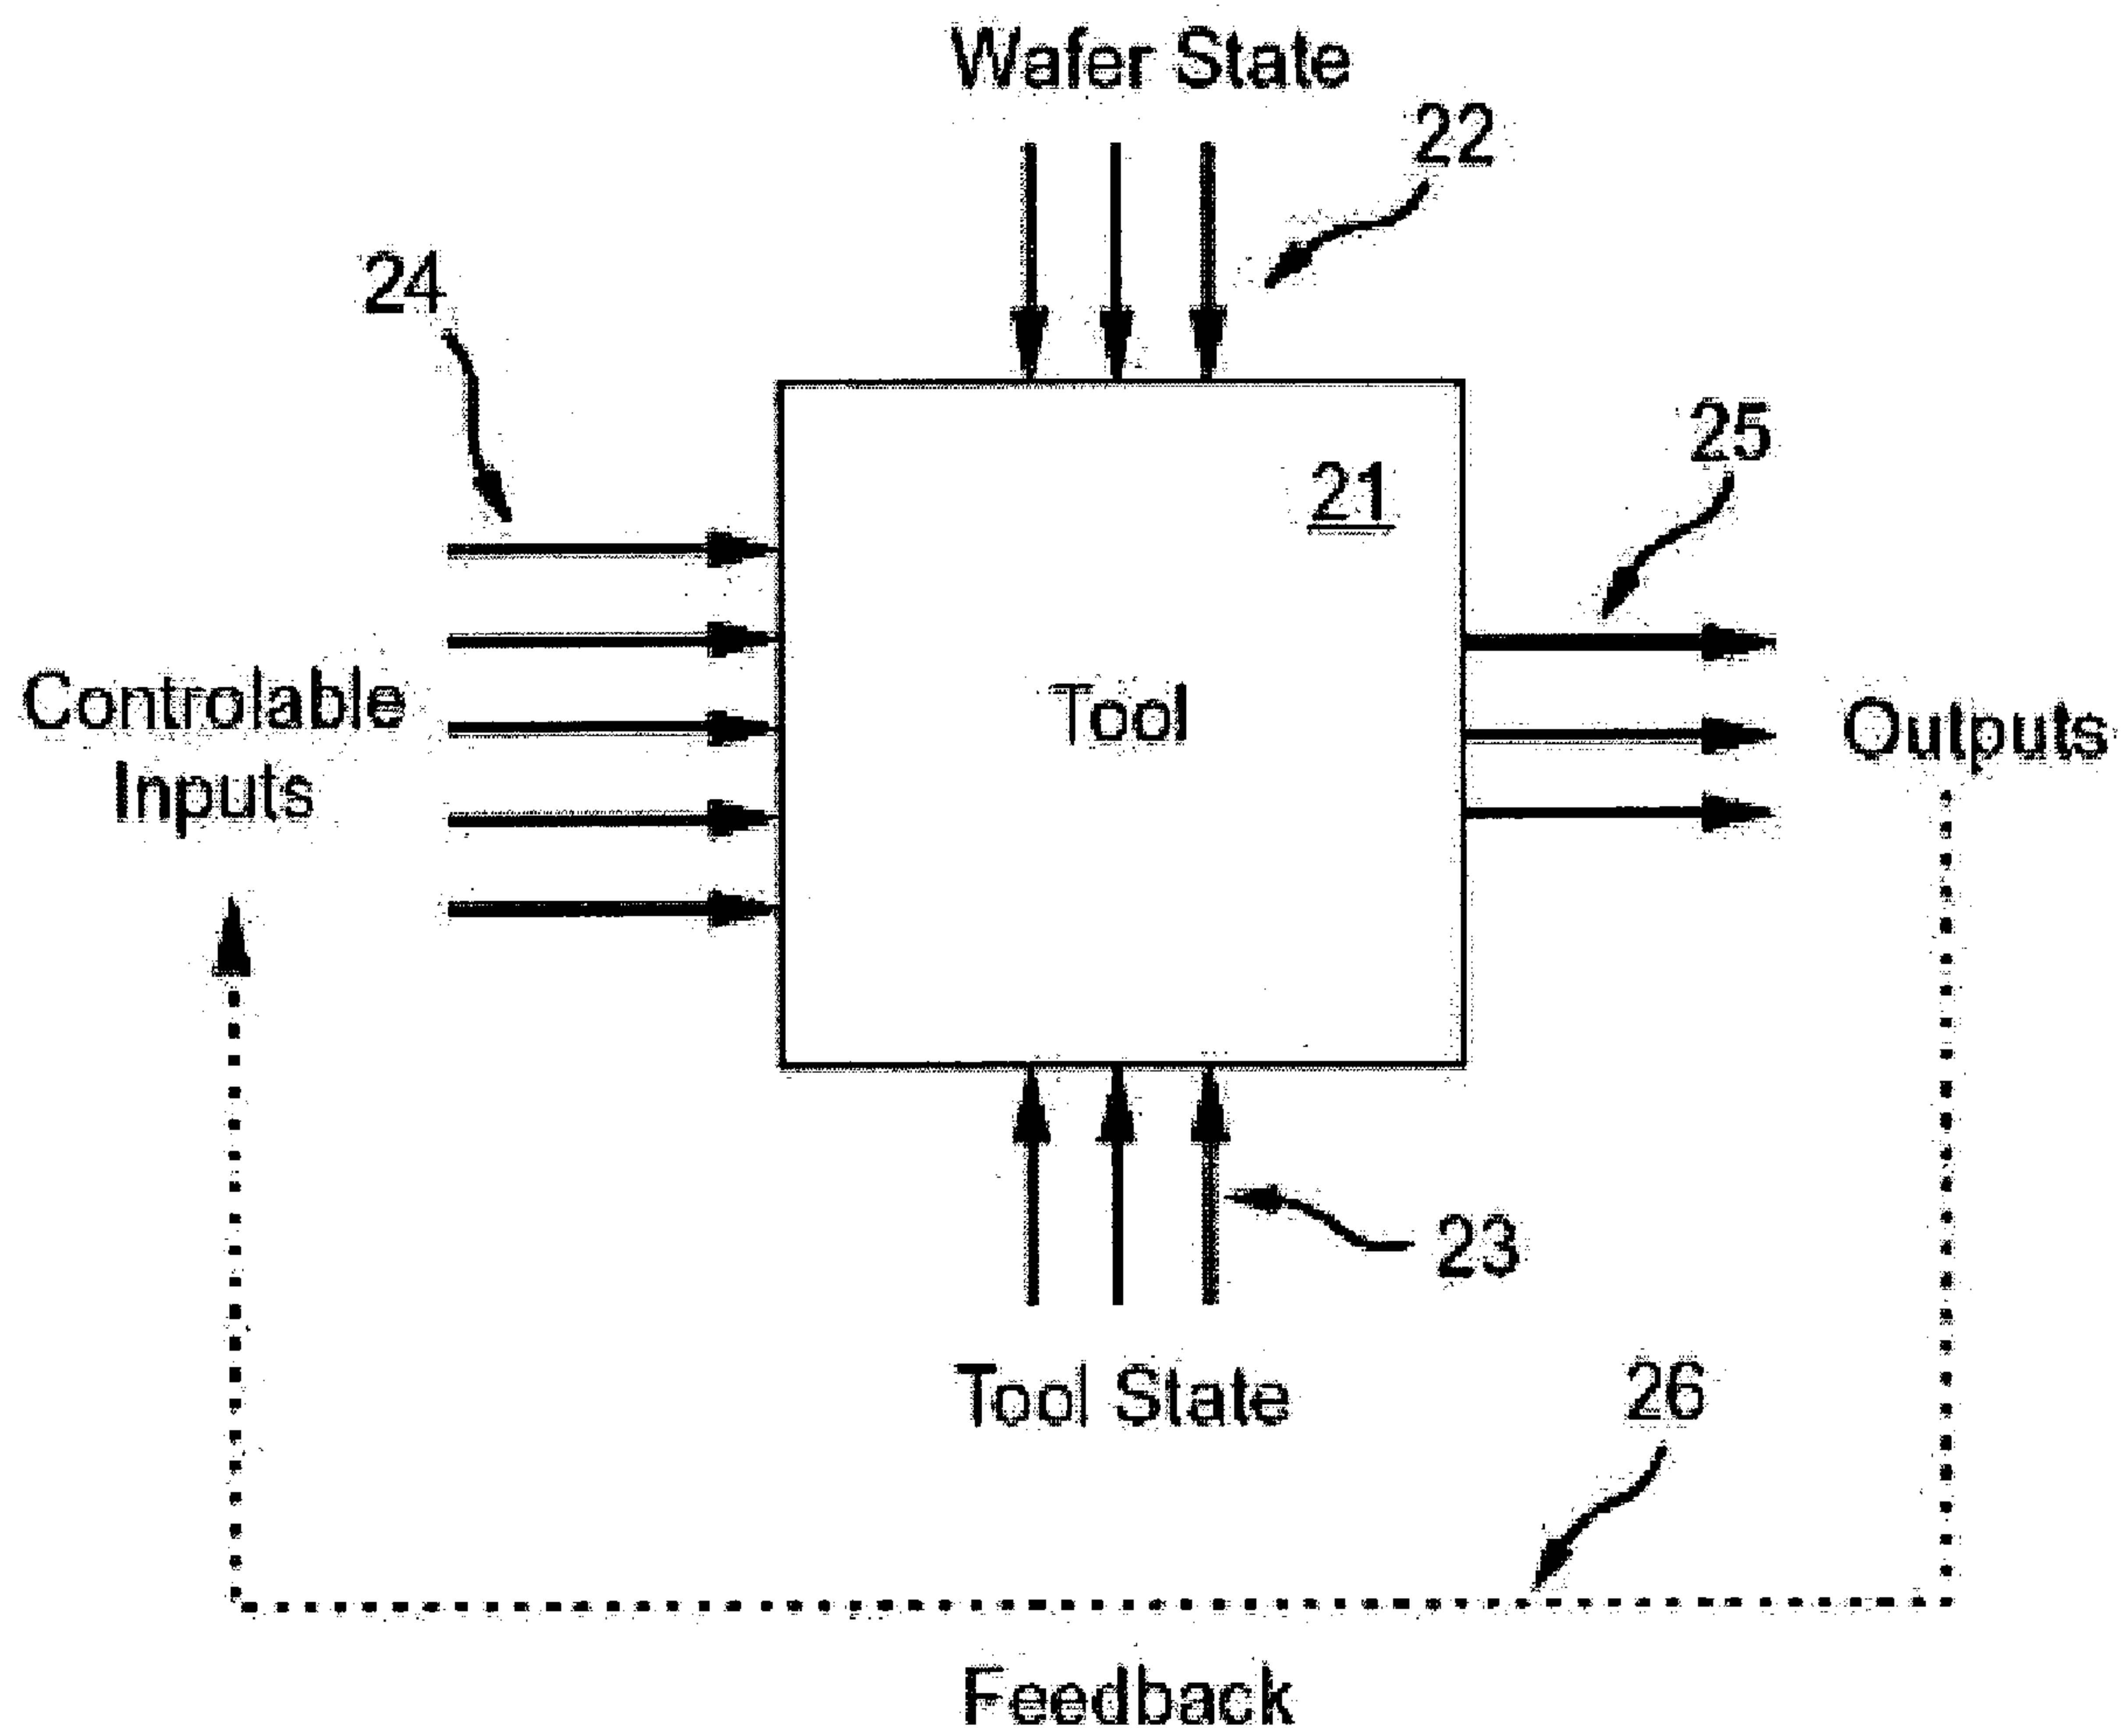 Wafer State
22
24
25
21
Controlable
Inputs
Tool
Outputs
23
Tool State
26
Feedback